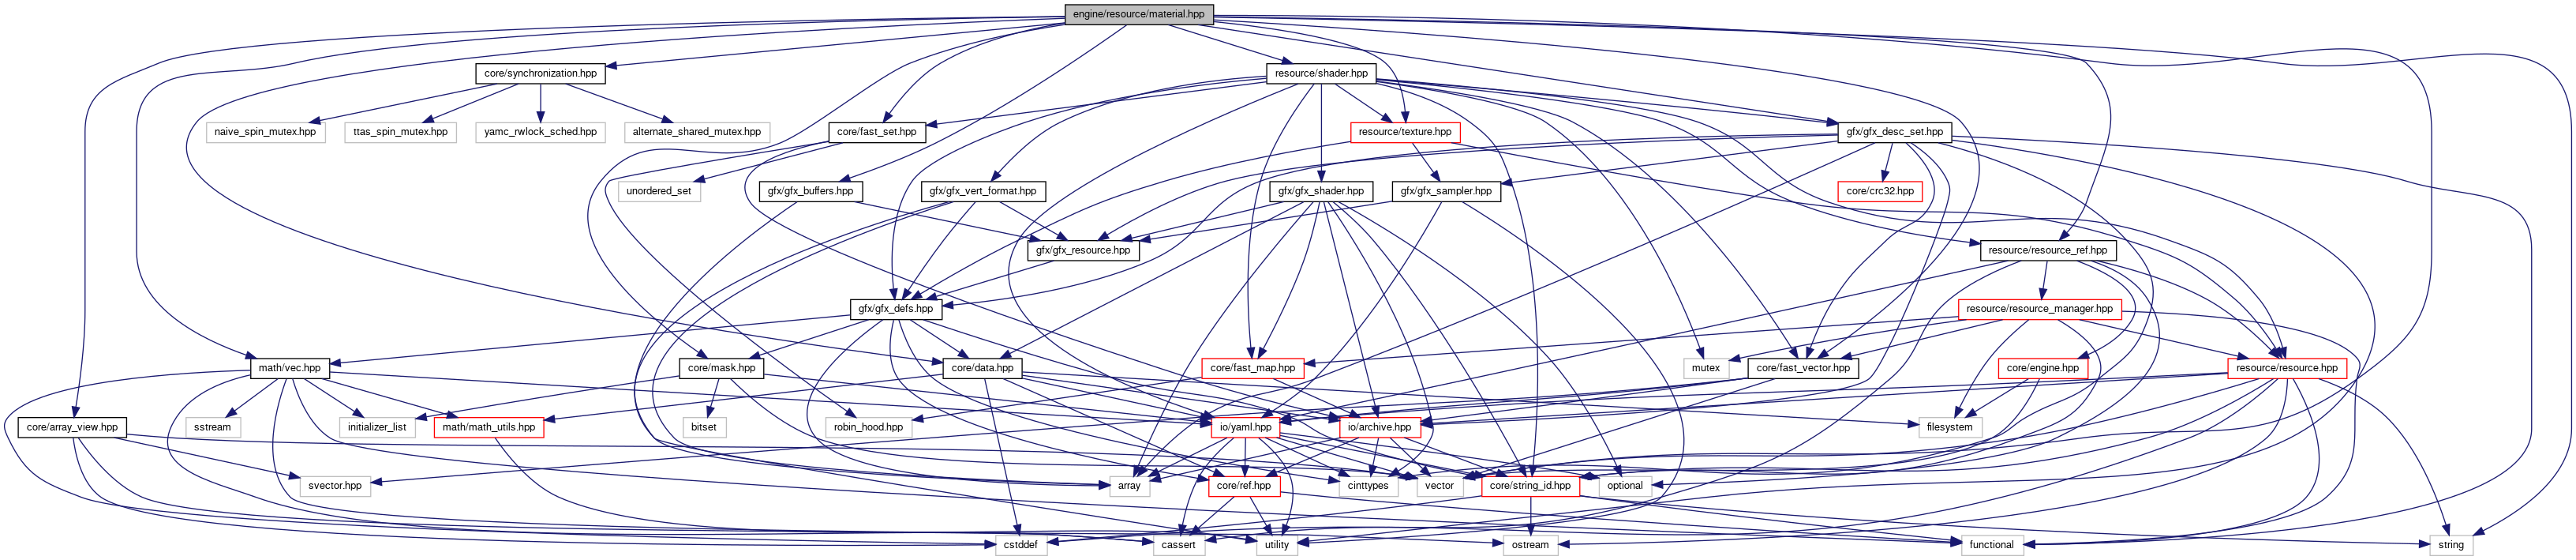 engine/resource/material.hpp
core/synchronization.hpp
resource/shader.hpp
naive_spin_mutex.hpp
ttas_spin_mutex.hpp
yamc_rwlock_sched.hpp
alternate_shared_mutex.hpp
core/fast_set.hpp
resource/texture.hpp
gfx/gfx_desc_set.hpp
unordered_set
gfx/gfx_buffers.hpp
gfx/gfx_vert_format.hpp
gfx/gfx_shader.hpp
gfx/gfx_sampler.hpp
core/crc32.hpp
gfx/gfx_resource.hpp
resource/resource_ref.hpp
gfx/gfx_defs.hpp
resource/resource_manager.hpp
math/vec.hpp
core/mask.hpp
core/data.hpp
core/fast_map.hpp
mutex
core/fast_vector.hpp
core/engine.hpp
resource/resource.hpp
core/array_view.hpp
sstream
initializer_list
math/math_utils.hpp
bitset
robin_hood.hpp
io/yaml.hpp
io/archive.hpp
filesystem
svector.hpp
array
core/ref.hpp
cinttypes
vector
core/string_id.hpp
optional
cstddef
cassert
utility
ostream
functional
string